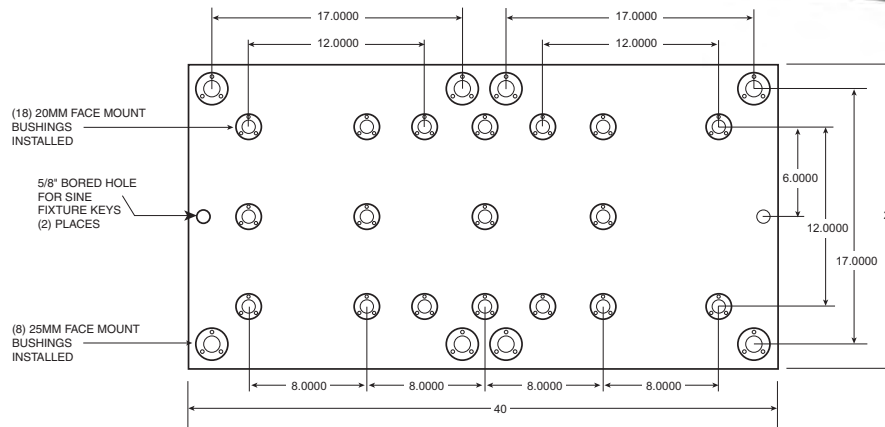 17.0000
17.0000
12.0000
12.0000
(18) 20MM FACE MOUNT
BUSHINGS
INSTALLED
5/8" BORED HOLE
FOR SINE
FIXTURE KEYS
(2) PLACES
6.0000
12.0000
17.0000
(8) 25MM FACE MOUNT
BUSHINGS
INSTALLED
8.0000
8.0000
8.0000
8.0000
40